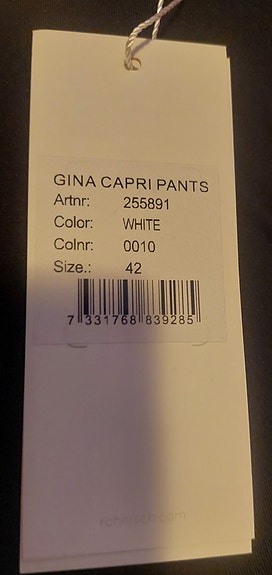 GINA CAPRI PANTS
Artnr: 255891
Color: WHITE
Colnr: 0010
Size.: 42
7 331768 839285